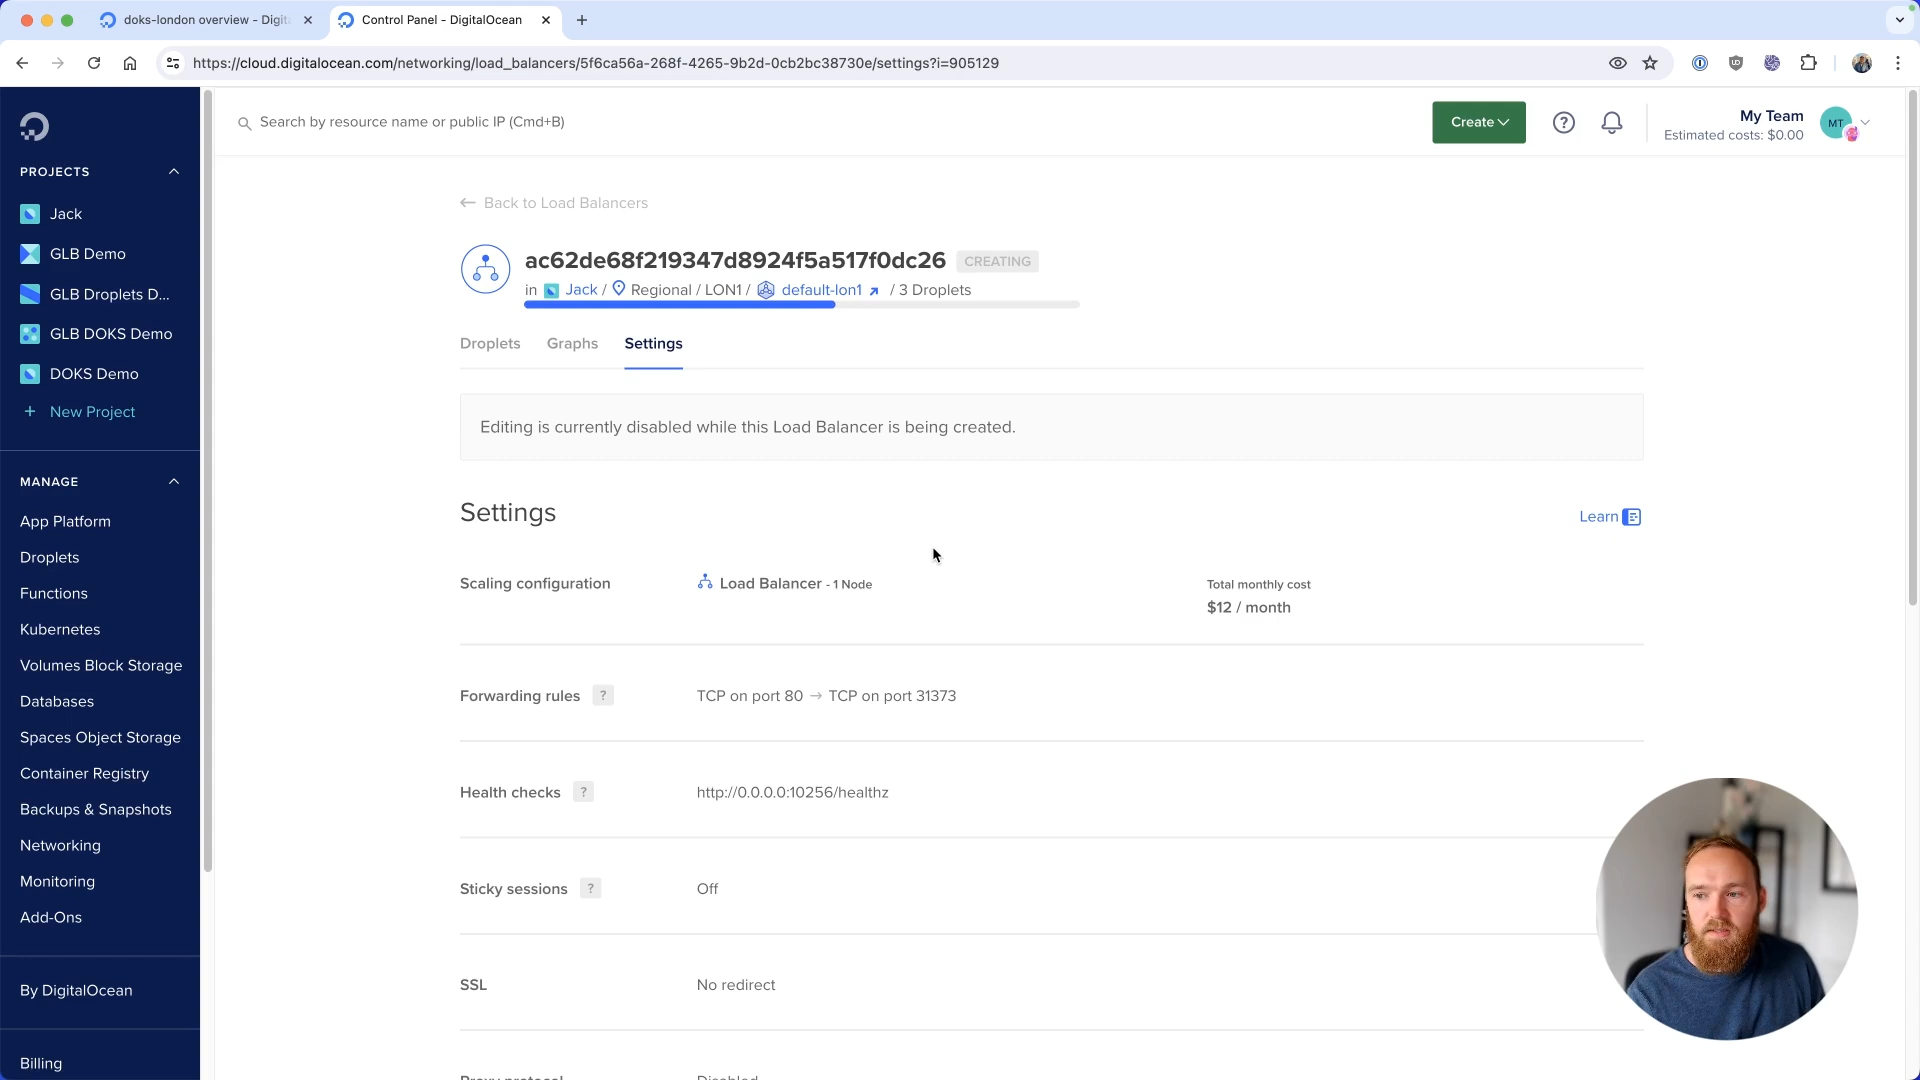 doks-london overview - Digit
Control Panel - DigitalOcean
https://cloud.digitalocean.com/networking/load_balancers/5f6ca56a-268f-4265-9b2d-0cb2bc38730e/settings?i=905129
Search by resource name or public IP (Cmd+B)
Create
?
My Team
Estimated costs: $0.00
MT
PROJECTS
Jack
GLB Demo
GLB Droplets D...
GLB DOKS Demo
DOKS Demo
+ New Project
MANAGE
App Platform
Droplets
Functions
Kubernetes
Volumes Block Storage
Databases
Spaces Object Storage
Container Registry
Backups & Snapshots
Networking
Monitoring
Add-Ons
By DigitalOcean
Billing
← Back to Load Balancers
ac62de68f219347d8924f5a517f0dc26 CREATING
in Jack / Regional / LON1 / default-lon1 / 3 Droplets
Droplets Graphs Settings
Editing is currently disabled while this Load Balancer is being created.
Settings
Learn
Scaling configuration
Load Balancer - 1 Node
Total monthly cost
$12 / month
Forwarding rules ?
TCP on port 80 → TCP on port 31373
Health checks ?
http://0.0.0.0:10256/healthz
Sticky sessions ?
Off
SSL
No redirect
Proxy protocol
Disabled